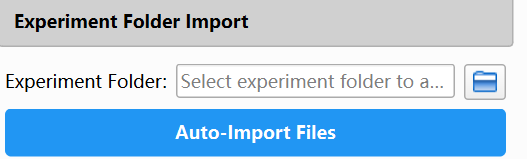 Experiment Folder Import
Experiment Folder: Select experiment folder to a...
Auto-Import Files